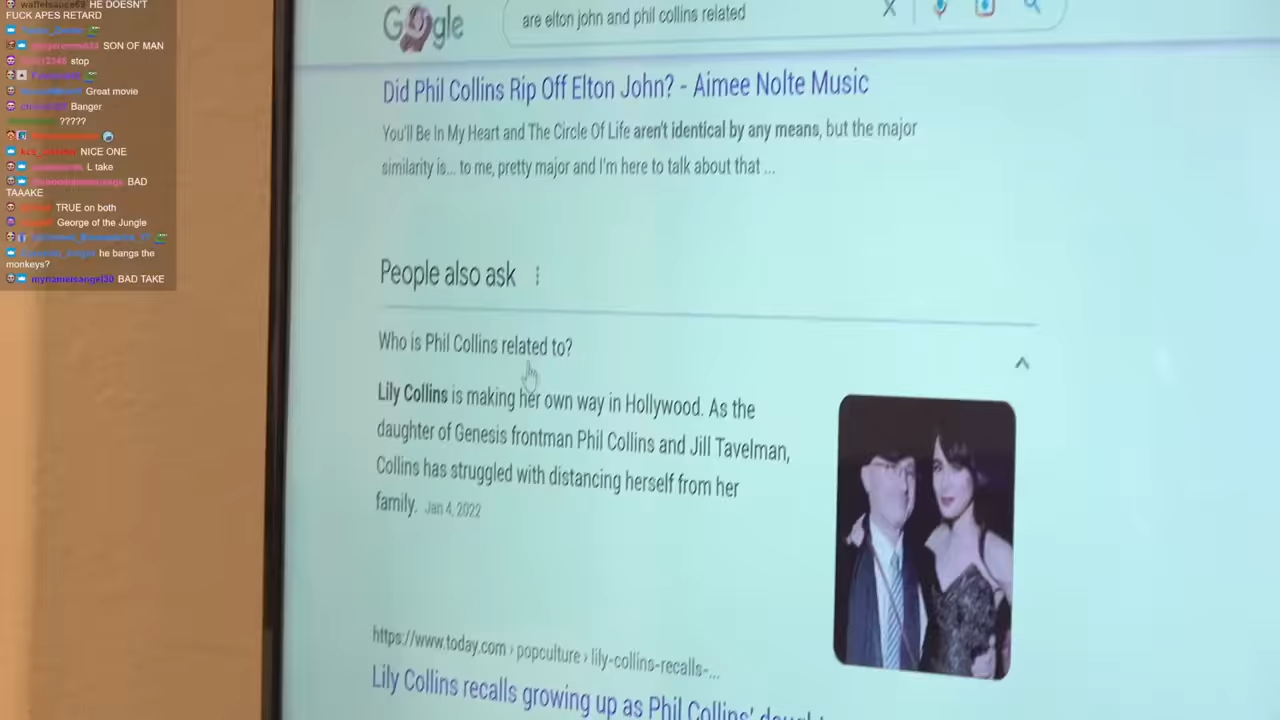 waffelsauce69 HE DOESN'T
FUCK APES RETARD
SON OF MAN
stop
Great movie
Banger
?????
NICE ONE
L take
BAD
TAAAKE
TRUE on both
George of the Jungle
he bangs the
monkeys?
mynameisangel30 BAD TAKE
Google
are elton john and phil collins related
Did Phil Collins Rip Off Elton John? - Aimee Nolte Music
You'll Be In My Heart and The Circle Of Life aren't identical by any means, but the major
similarity is... to me, pretty major and I'm here to talk about that ...
People also ask
Who is Phil Collins related to?
Lily Collins is making her own way in Hollywood. As the
daughter of Genesis frontman Phil Collins and Jill Tavelman,
Collins has struggled with distancing herself from her
family. Jan 4, 2022
https://www.today.com › popculture › lily-collins-recalls-...
Lily Collins recalls growing up as Phil Collins'